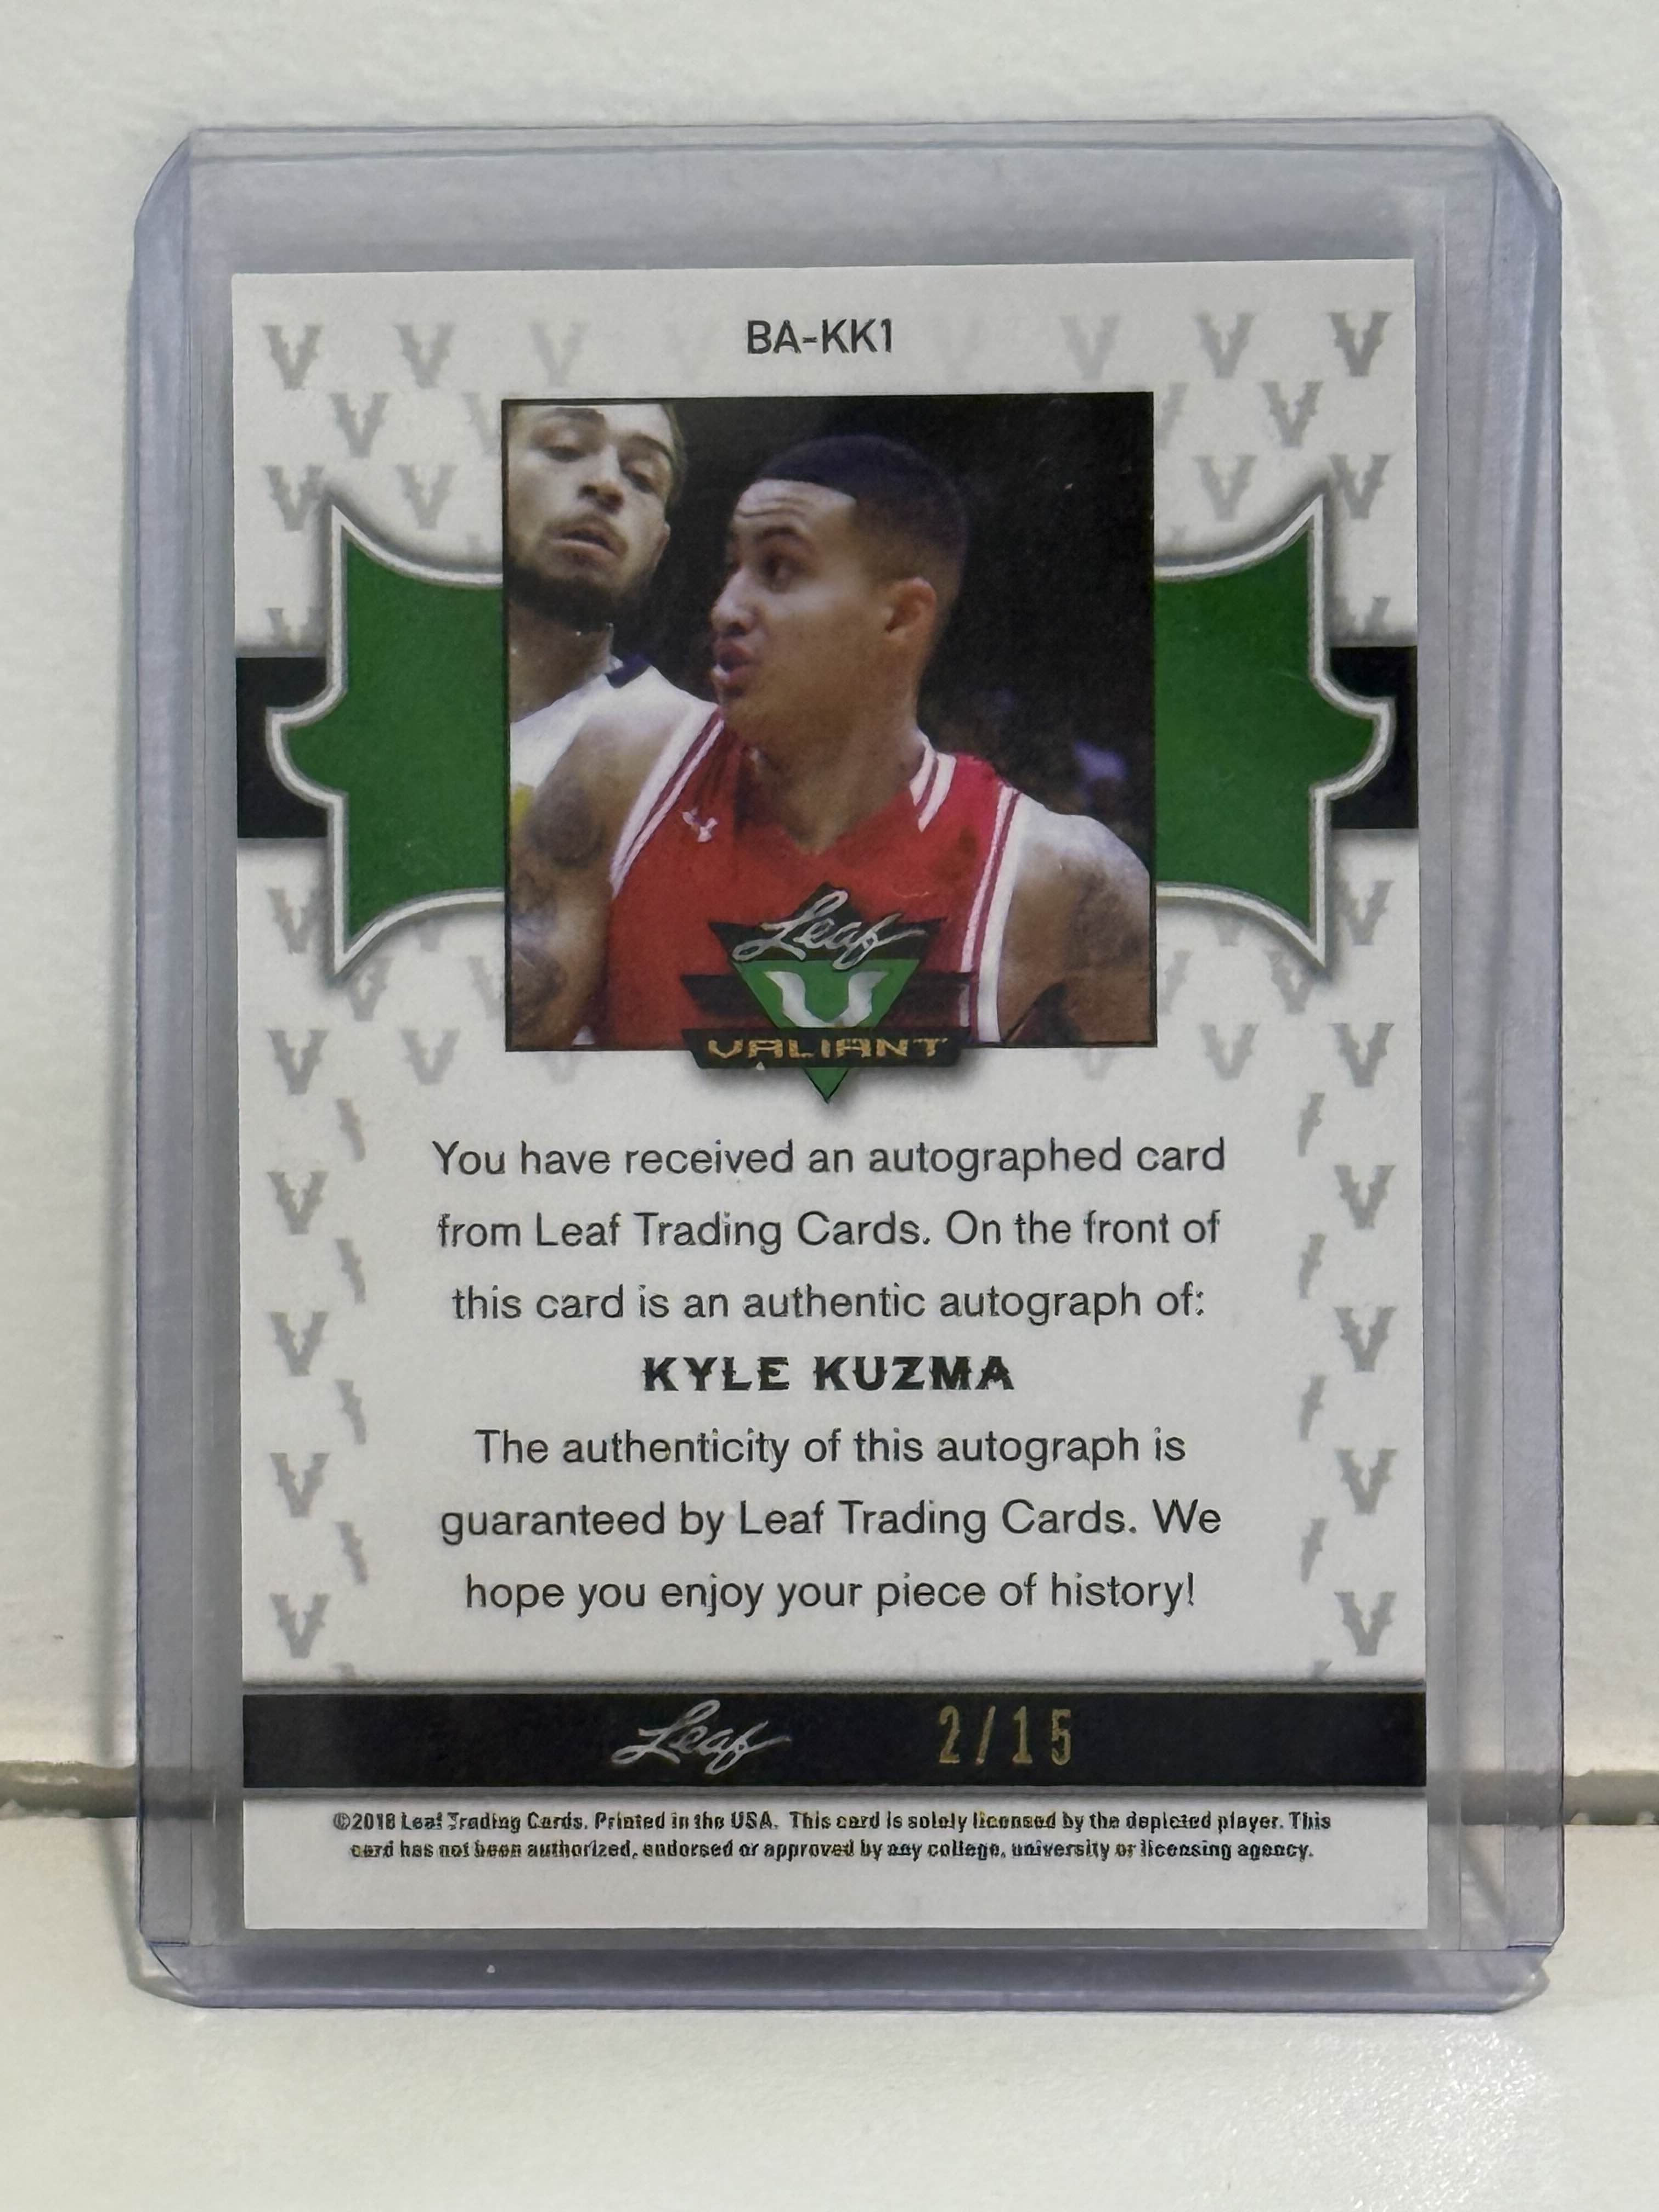 BA-KK1
Leaf
V
VALIANT
You have received an autographed card
from Leaf Trading Cards. On the front of
this card is an authentic autograph of:
KYLE KUZMA
The authenticity of this autograph is
guaranteed by Leaf Trading Cards. We
hope you enjoy your piece of history!
Leaf 2/15
©2018 Leaf Trading Cards. Printed in the USA. This card is solely licensed by the depicted player. This
card has not been authorized, endorsed or approved by any college, university or licensing agency.